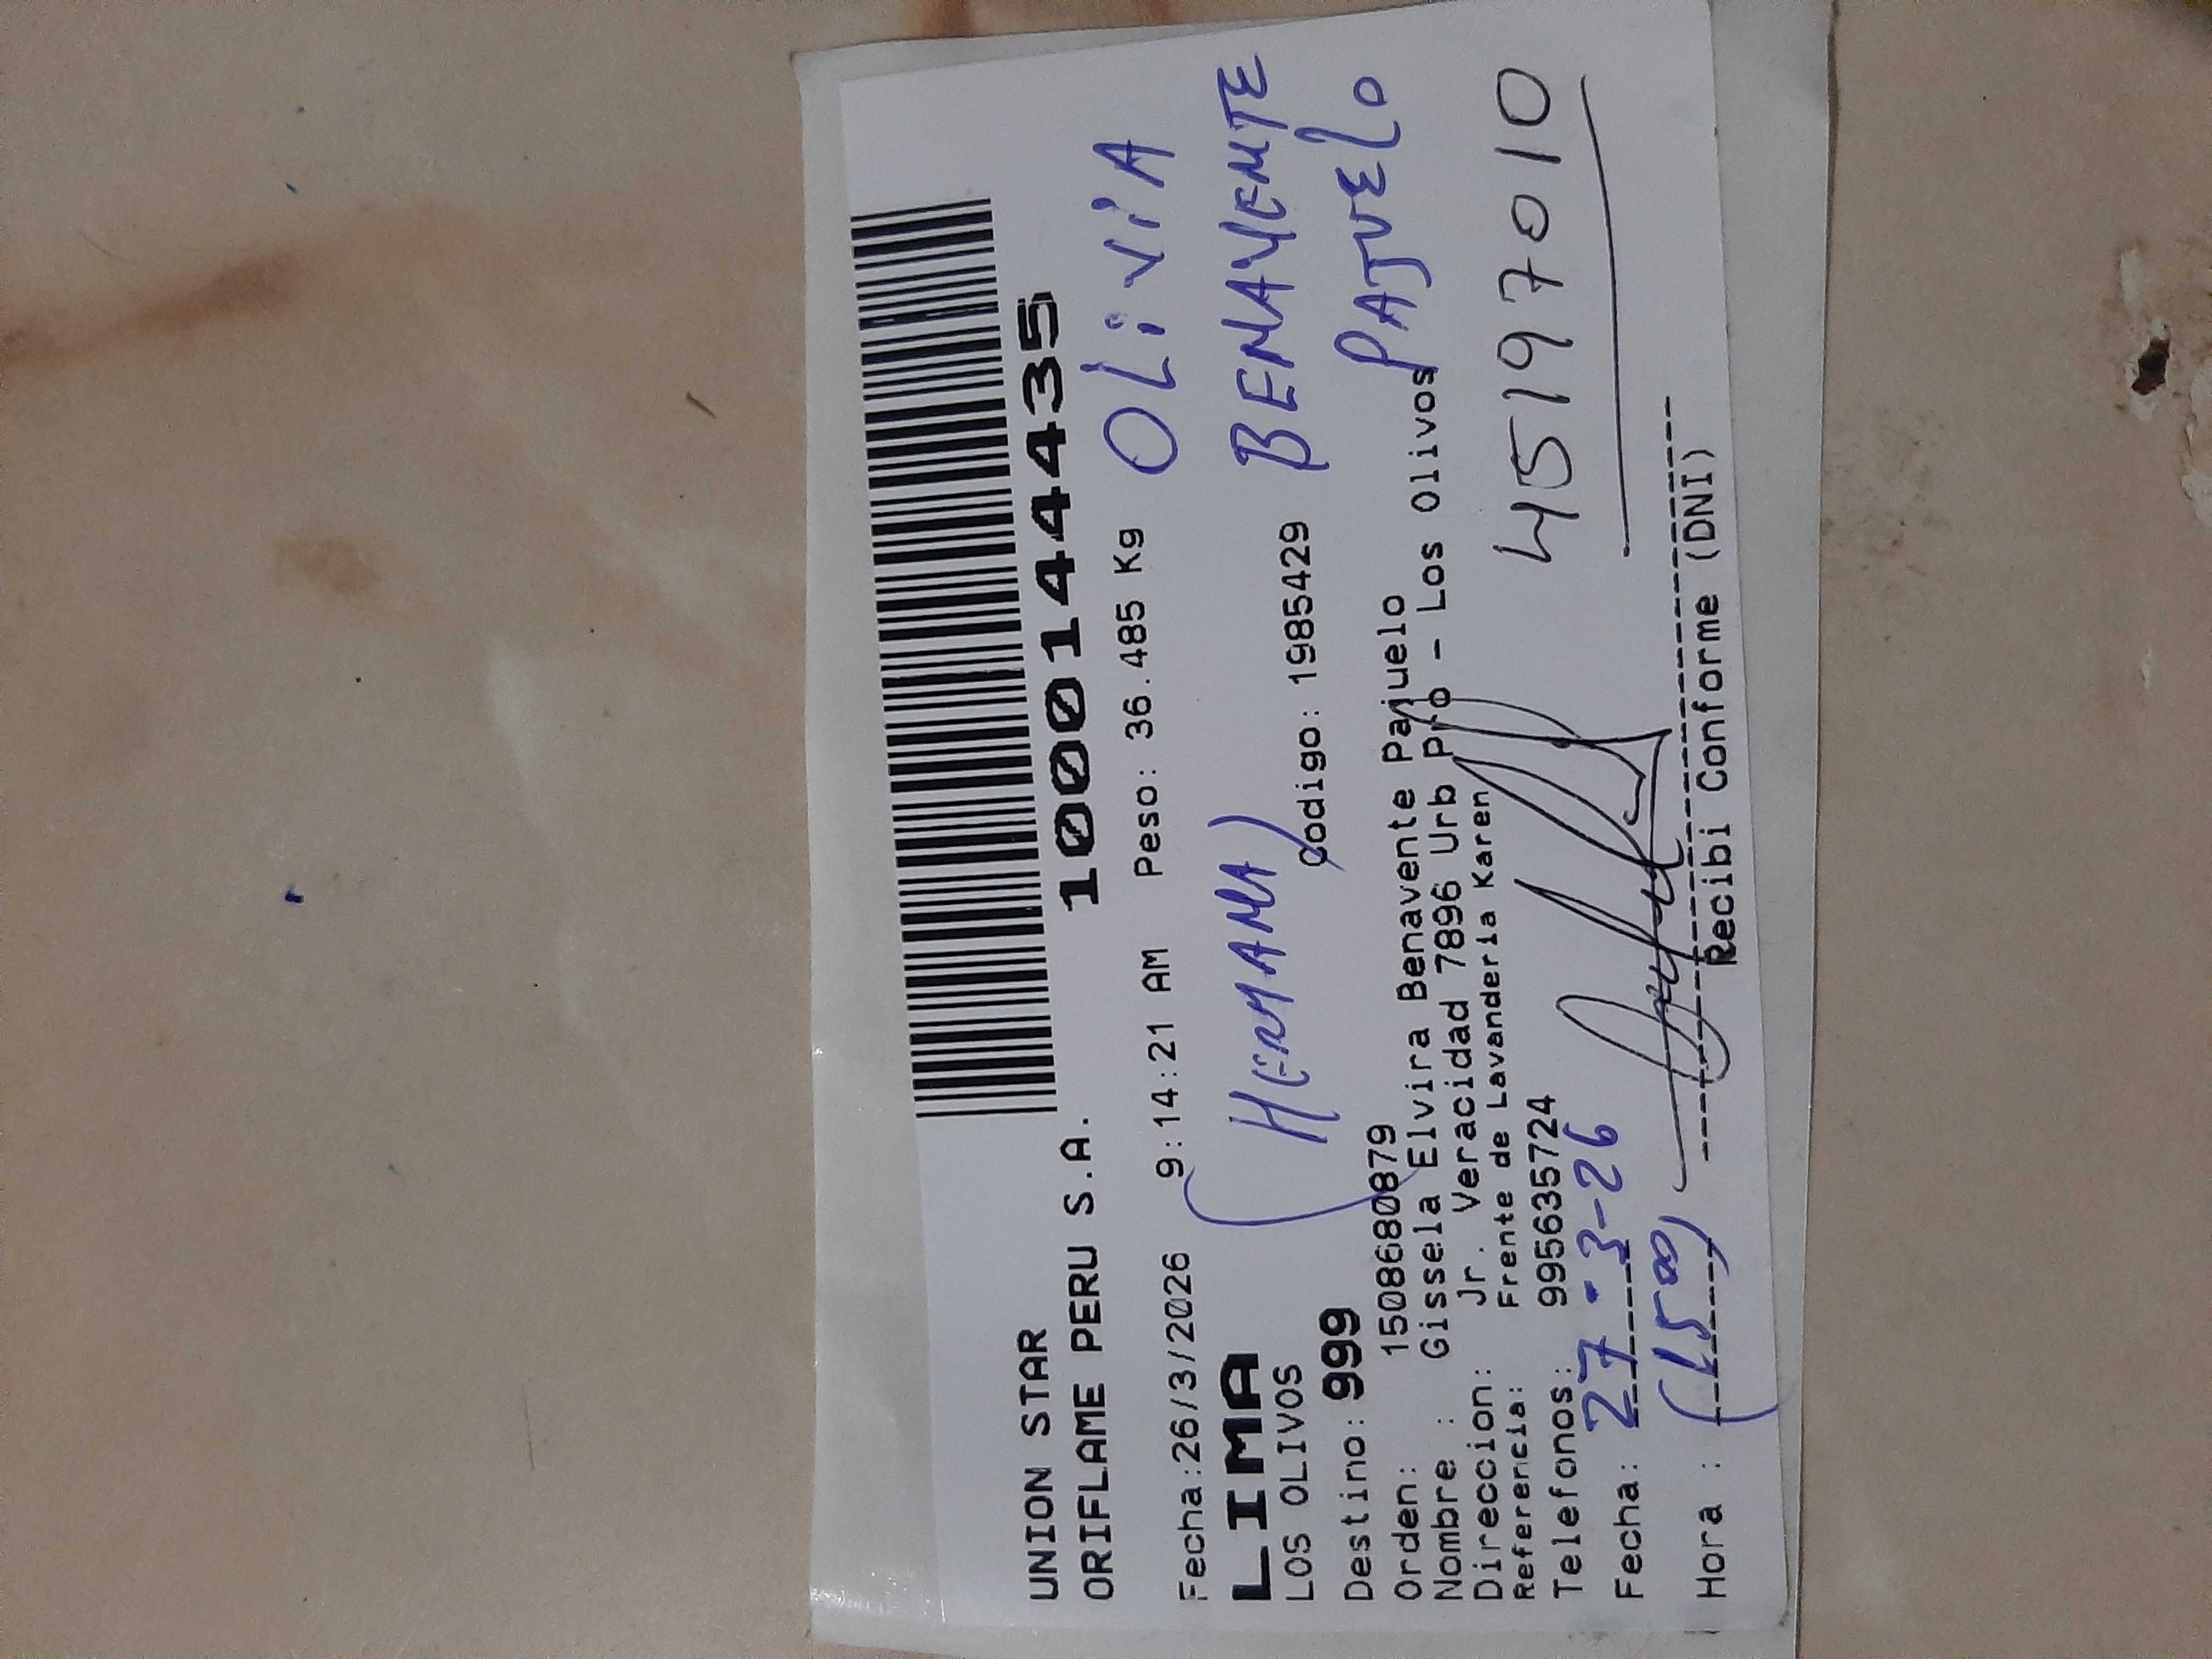 UNION STAR
ORIFLAME PERU S.A.
1000144435
Fecha:26/3/2026 9:14:21 AM Peso: 36.485 Kg
OLiViA
LIMA
LOS OLIVOS
(HERMANA)
BENAVENTE
PAJUELO
Destino: 999 Codigo: 1985429
Orden: 15086680879
Nombre : Gissela Elvira Benavente Pajuelo
Direccion: Jr. Veracidad 7896 Urb Pro - Los Olivos
Referencia: Frente de Lavanderia Karen
Telefonos: 995635724
45197010
Fecha: 27-3-26
Hora : (1500)
Recibi Conforme (DNI)